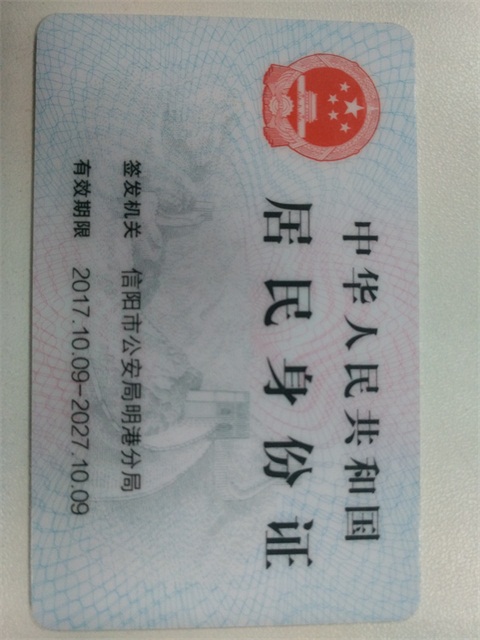 中华人民共和国
居民身份证
签发机关 信阳市公安局明港分局
有效期限 2017.10.09-2027.10.09